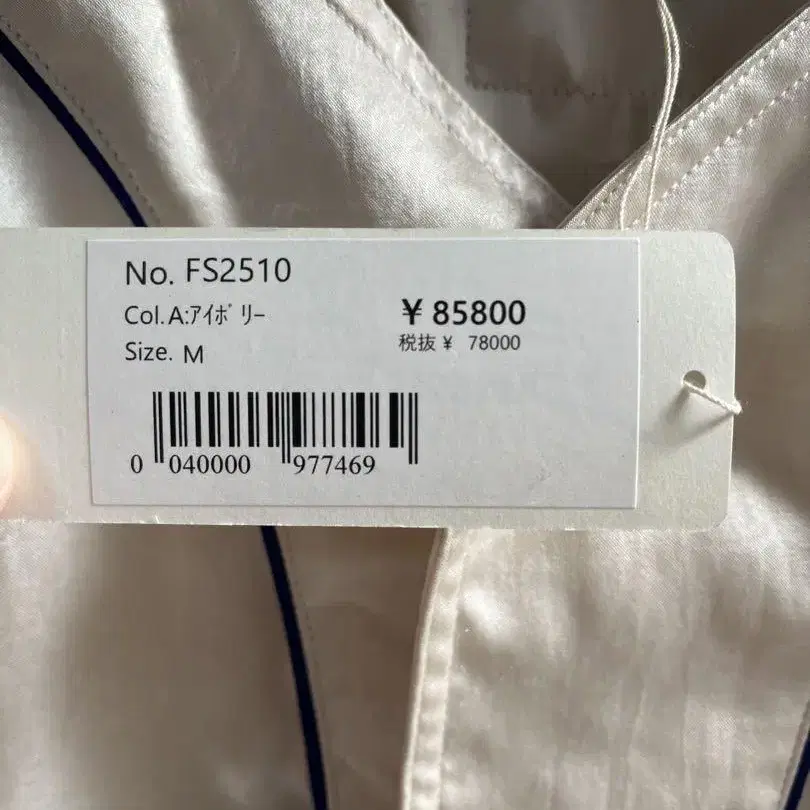 No. FS2510
Col.A:ｱｲﾎﾞﾘｰ
Size. M
¥ 85800
税抜 ¥ 78000
0 040000 977469